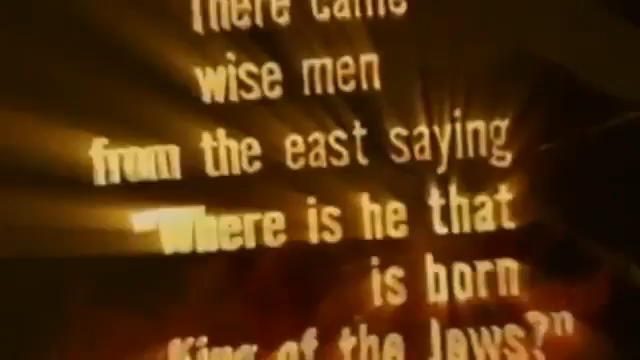 There came
wise men
from the east saying
"Where is he that
is born
King of the Jews?"